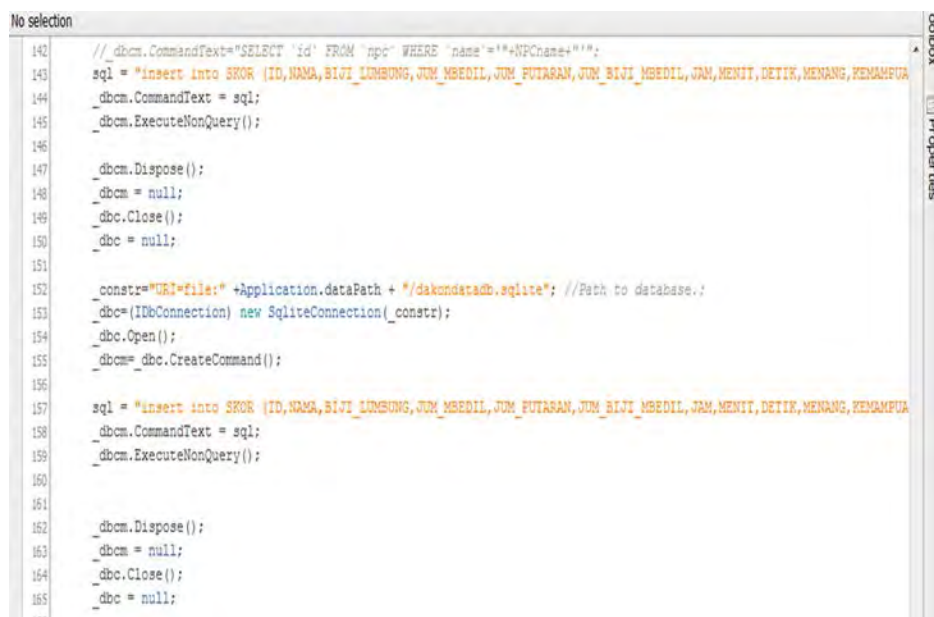 No selection
142 // _dbcm.CommandText="SELECT `id` FROM `npc` WHERE `name`='"+NPCname+"'";
143 sql = "insert into SKOR (ID,NAMA,BIJI_LUMBUNG,JUM_MBEDIL,JUM_PUTARAN,JUM_BIJI_MBEDIL,JAM,MENIT,DETIK,MENANG,KEMAMPUA
144 _dbcm.CommandText = sql;
145 _dbcm.ExecuteNonQuery();
146
147 _dbcm.Dispose();
148 _dbcm = null;
149 _dbc.Close();
150 _dbc = null;
151
152 _constr="URI=file:" +Application.dataPath + "/dakondatadb.sqlite"; //Path to database.;
153 _dbc=(IDbConnection) new SqliteConnection(_constr);
154 _dbc.Open();
155 _dbcm=_dbc.CreateCommand();
156
157 sql = "insert into SKOR (ID,NAMA,BIJI_LUMBUNG,JUM_MBEDIL,JUM_PUTARAN,JUM_BIJI_MBEDIL,JAM,MENIT,DETIK,MENANG,KEMAMPUA
158 _dbcm.CommandText = sql;
159 _dbcm.ExecuteNonQuery();
160
161
162 _dbcm.Dispose();
163 _dbcm = null;
164 _dbc.Close();
165 _dbc = null;
Properties